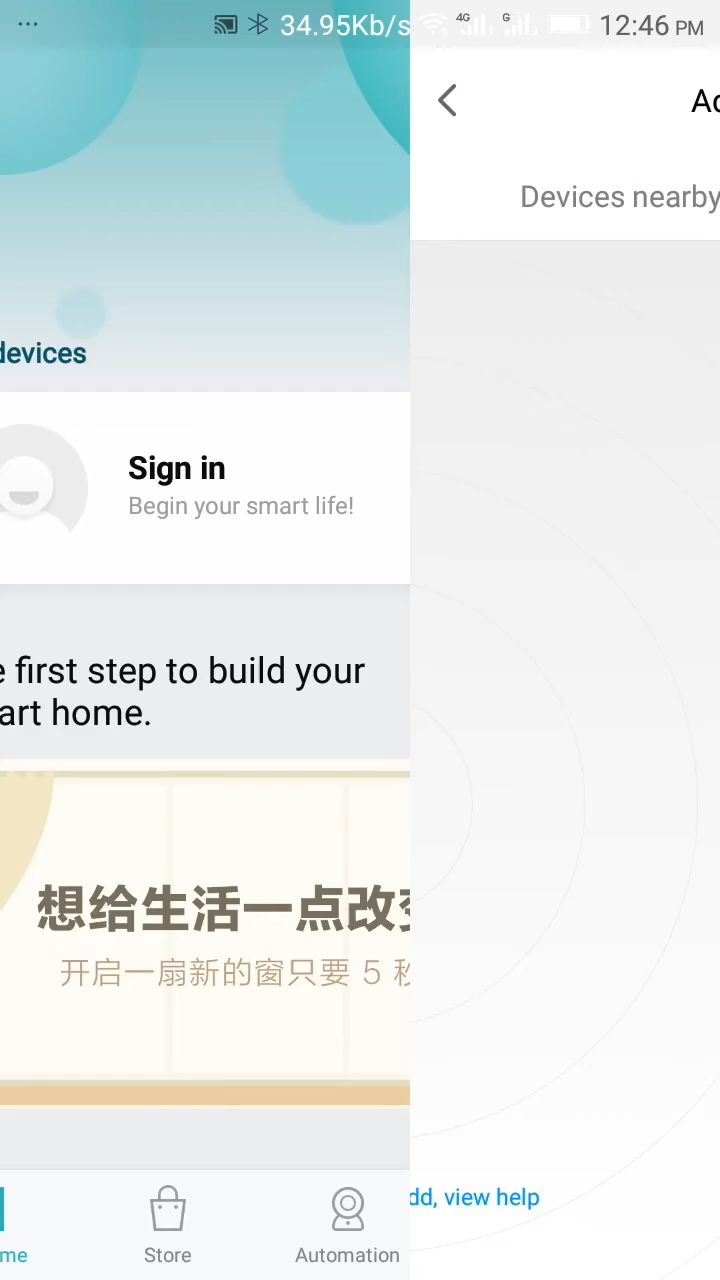 ...
34.95Kb/s
4G
G
12:46 PM
Devices nearby
devices
Sign in
Begin your smart life!
first step to build your
art home.
想给生活一点改
开启一扇新的窗只要 5 秒
dd, view help
me
Store
Automation